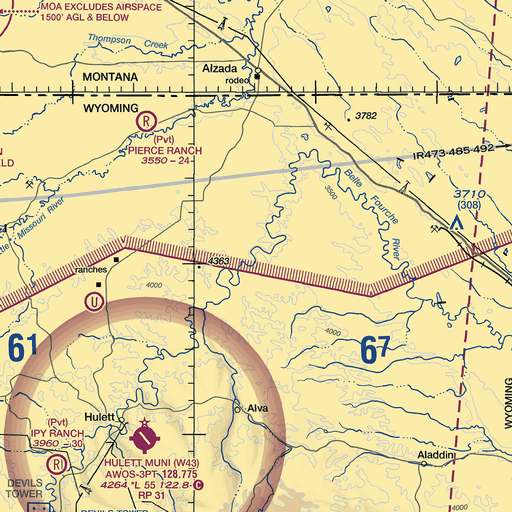 MOA EXCLUDES AIRSPACE
1500' AGL & BELOW
Thompson Creek
Alzada
rodeo
MONTANA
WYOMING
3782
R
(Pvt)
PIERCE RANCH
3550 - 24
IR473-485-492
Belle Fourche River
3500
3710
(308)
Missouri River
4363
ranches
4000
U
4000
61
67
WYOMING
Hulett
Alva
(Pvt)
IPY RANCH
3960 - 30
R
HULETT MUNI (W43)
AWOS-3PT 128.775
4264 *L 55 122.8 C
RP 31
Aladdin
DEVILS
TOWER
DEVILS TOWER
4000